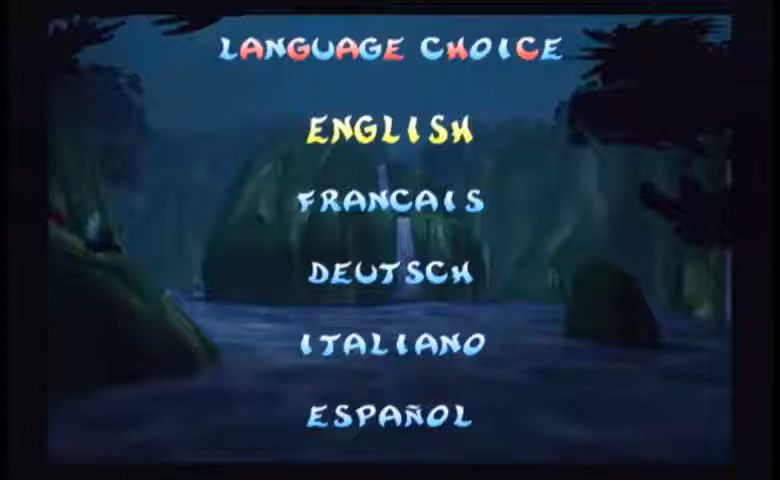 LANGUAGE CHOICE
ENGLISH
FRANCAIS
DEUTSCH
ITALIANO
ESPAÑOL